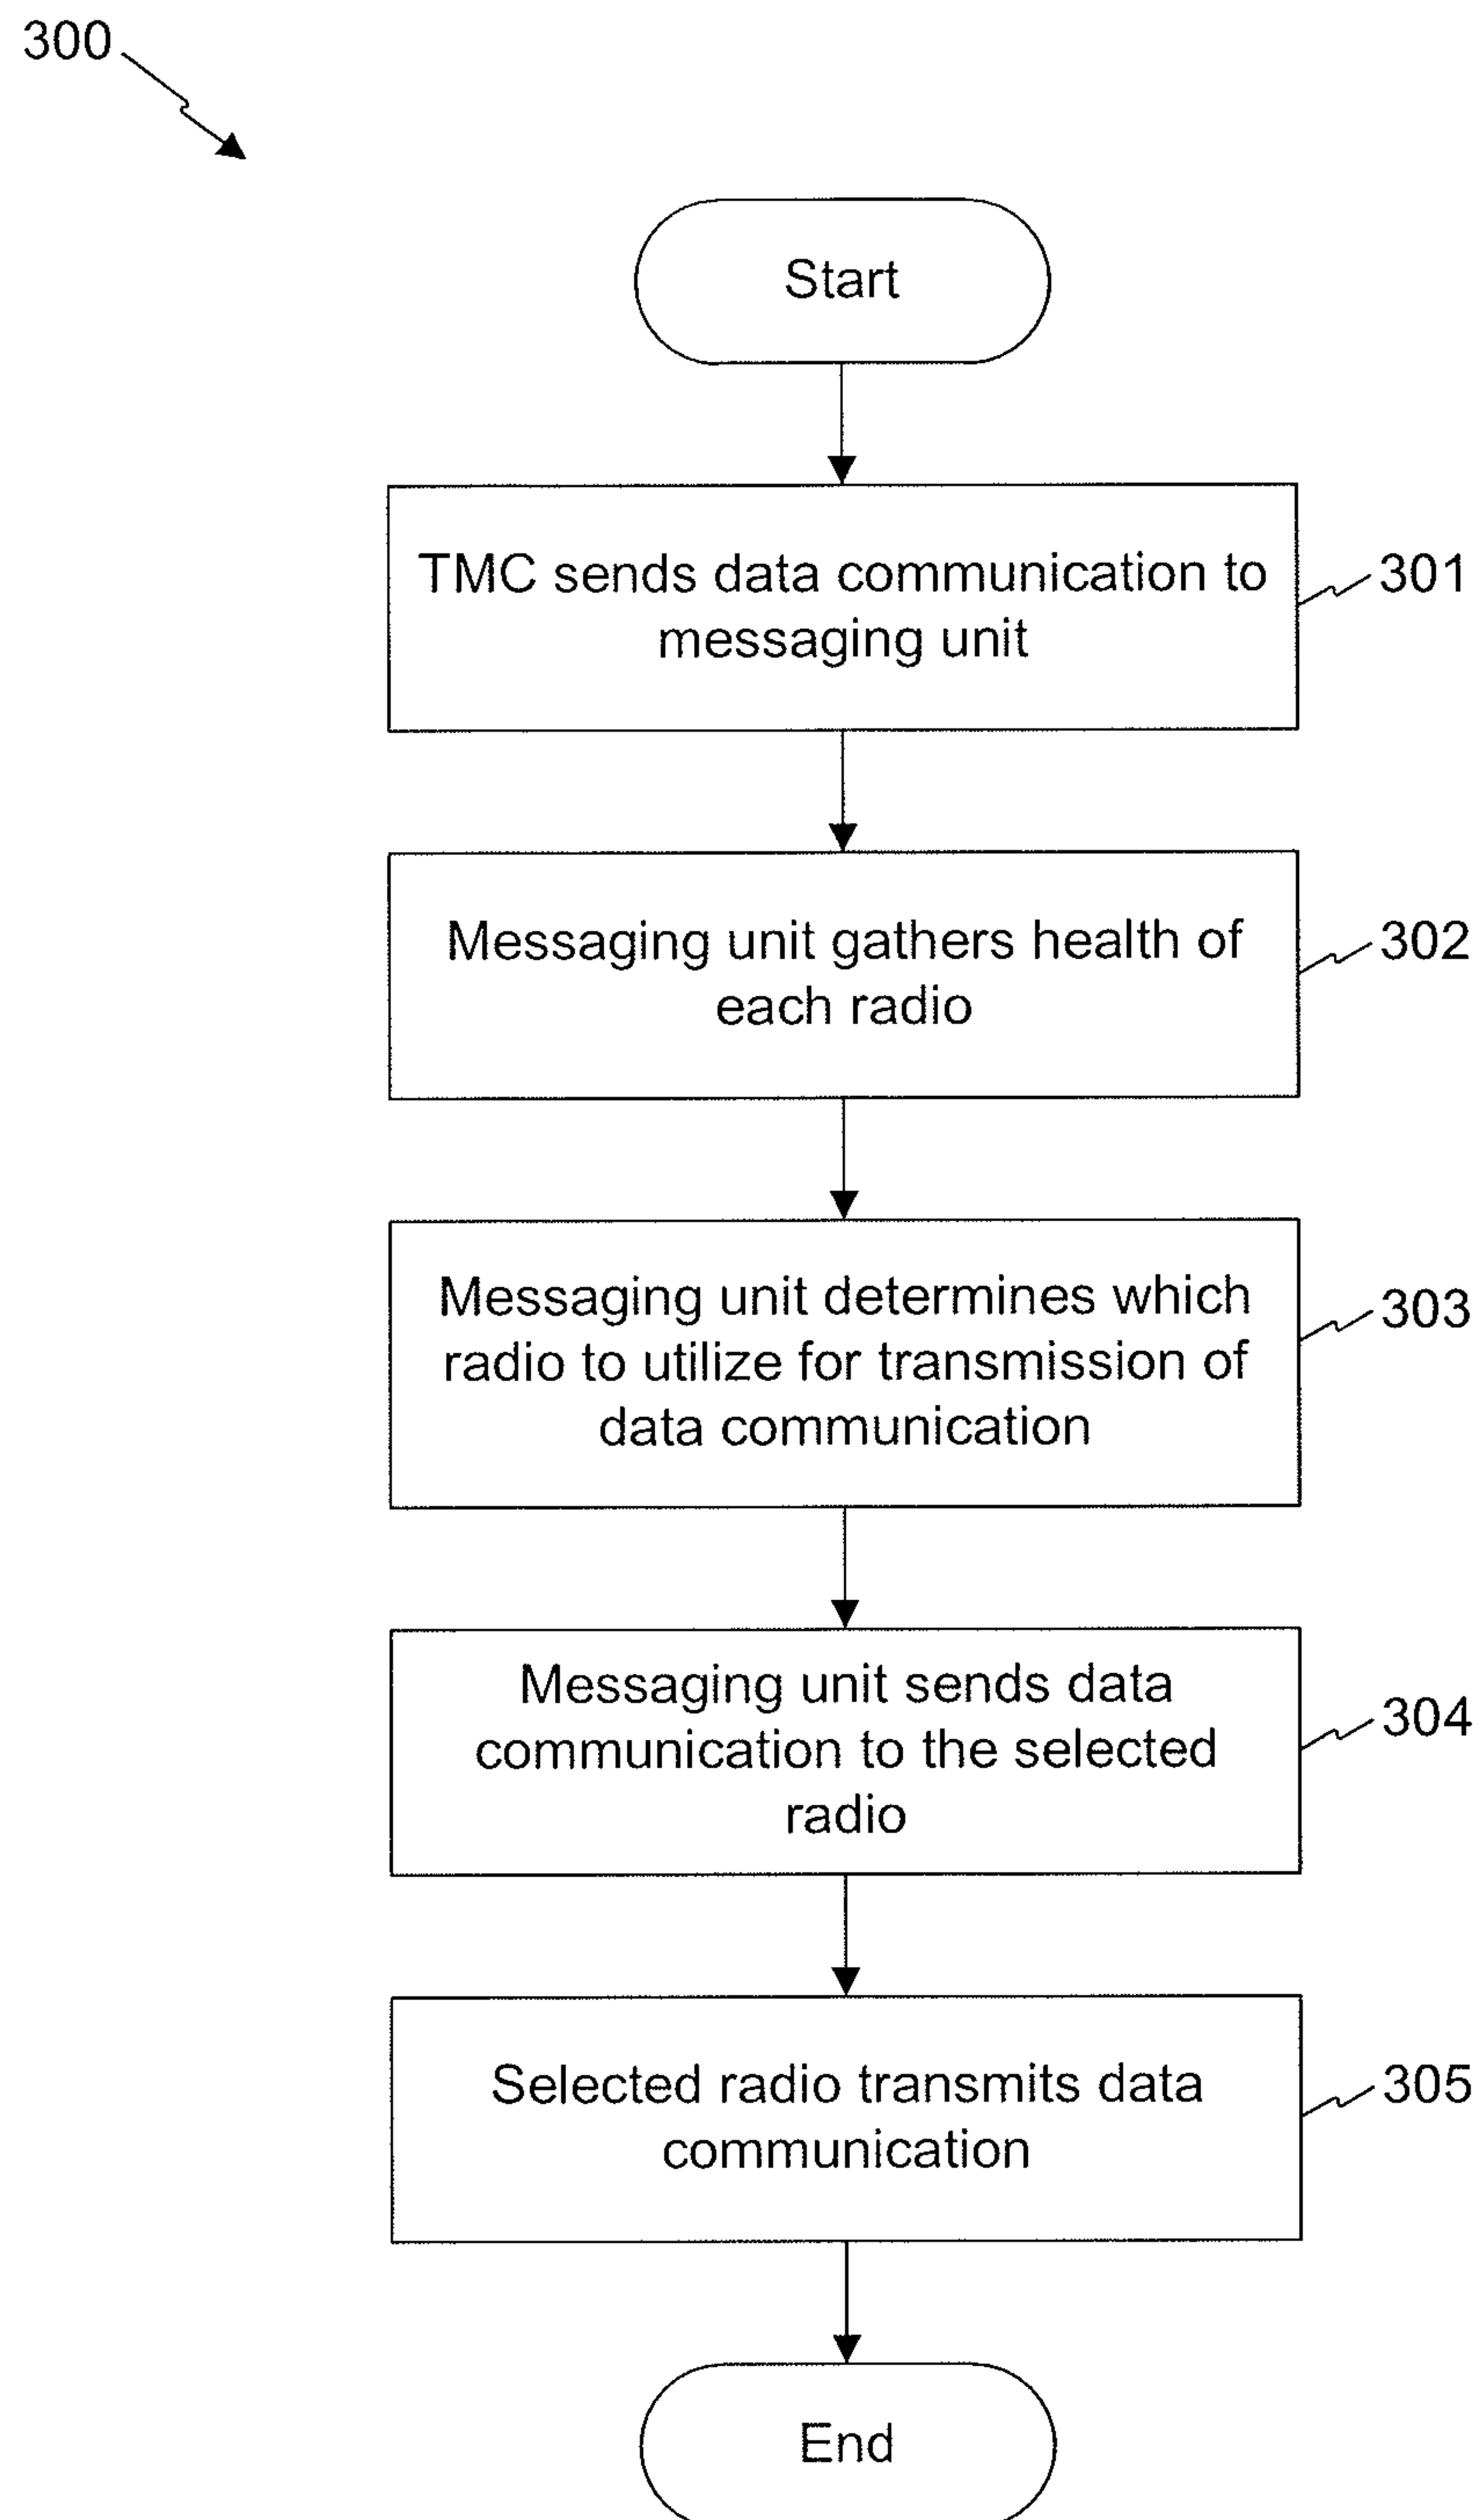 300
Start
TMC sends data communication to
messaging unit
301
Messaging unit gathers health of
each radio
302
Messaging unit determines which
radio to utilize for transmission of
data communication
303
Messaging unit sends data
communication to the selected
radio
304
Selected radio transmits data
communication
305
End